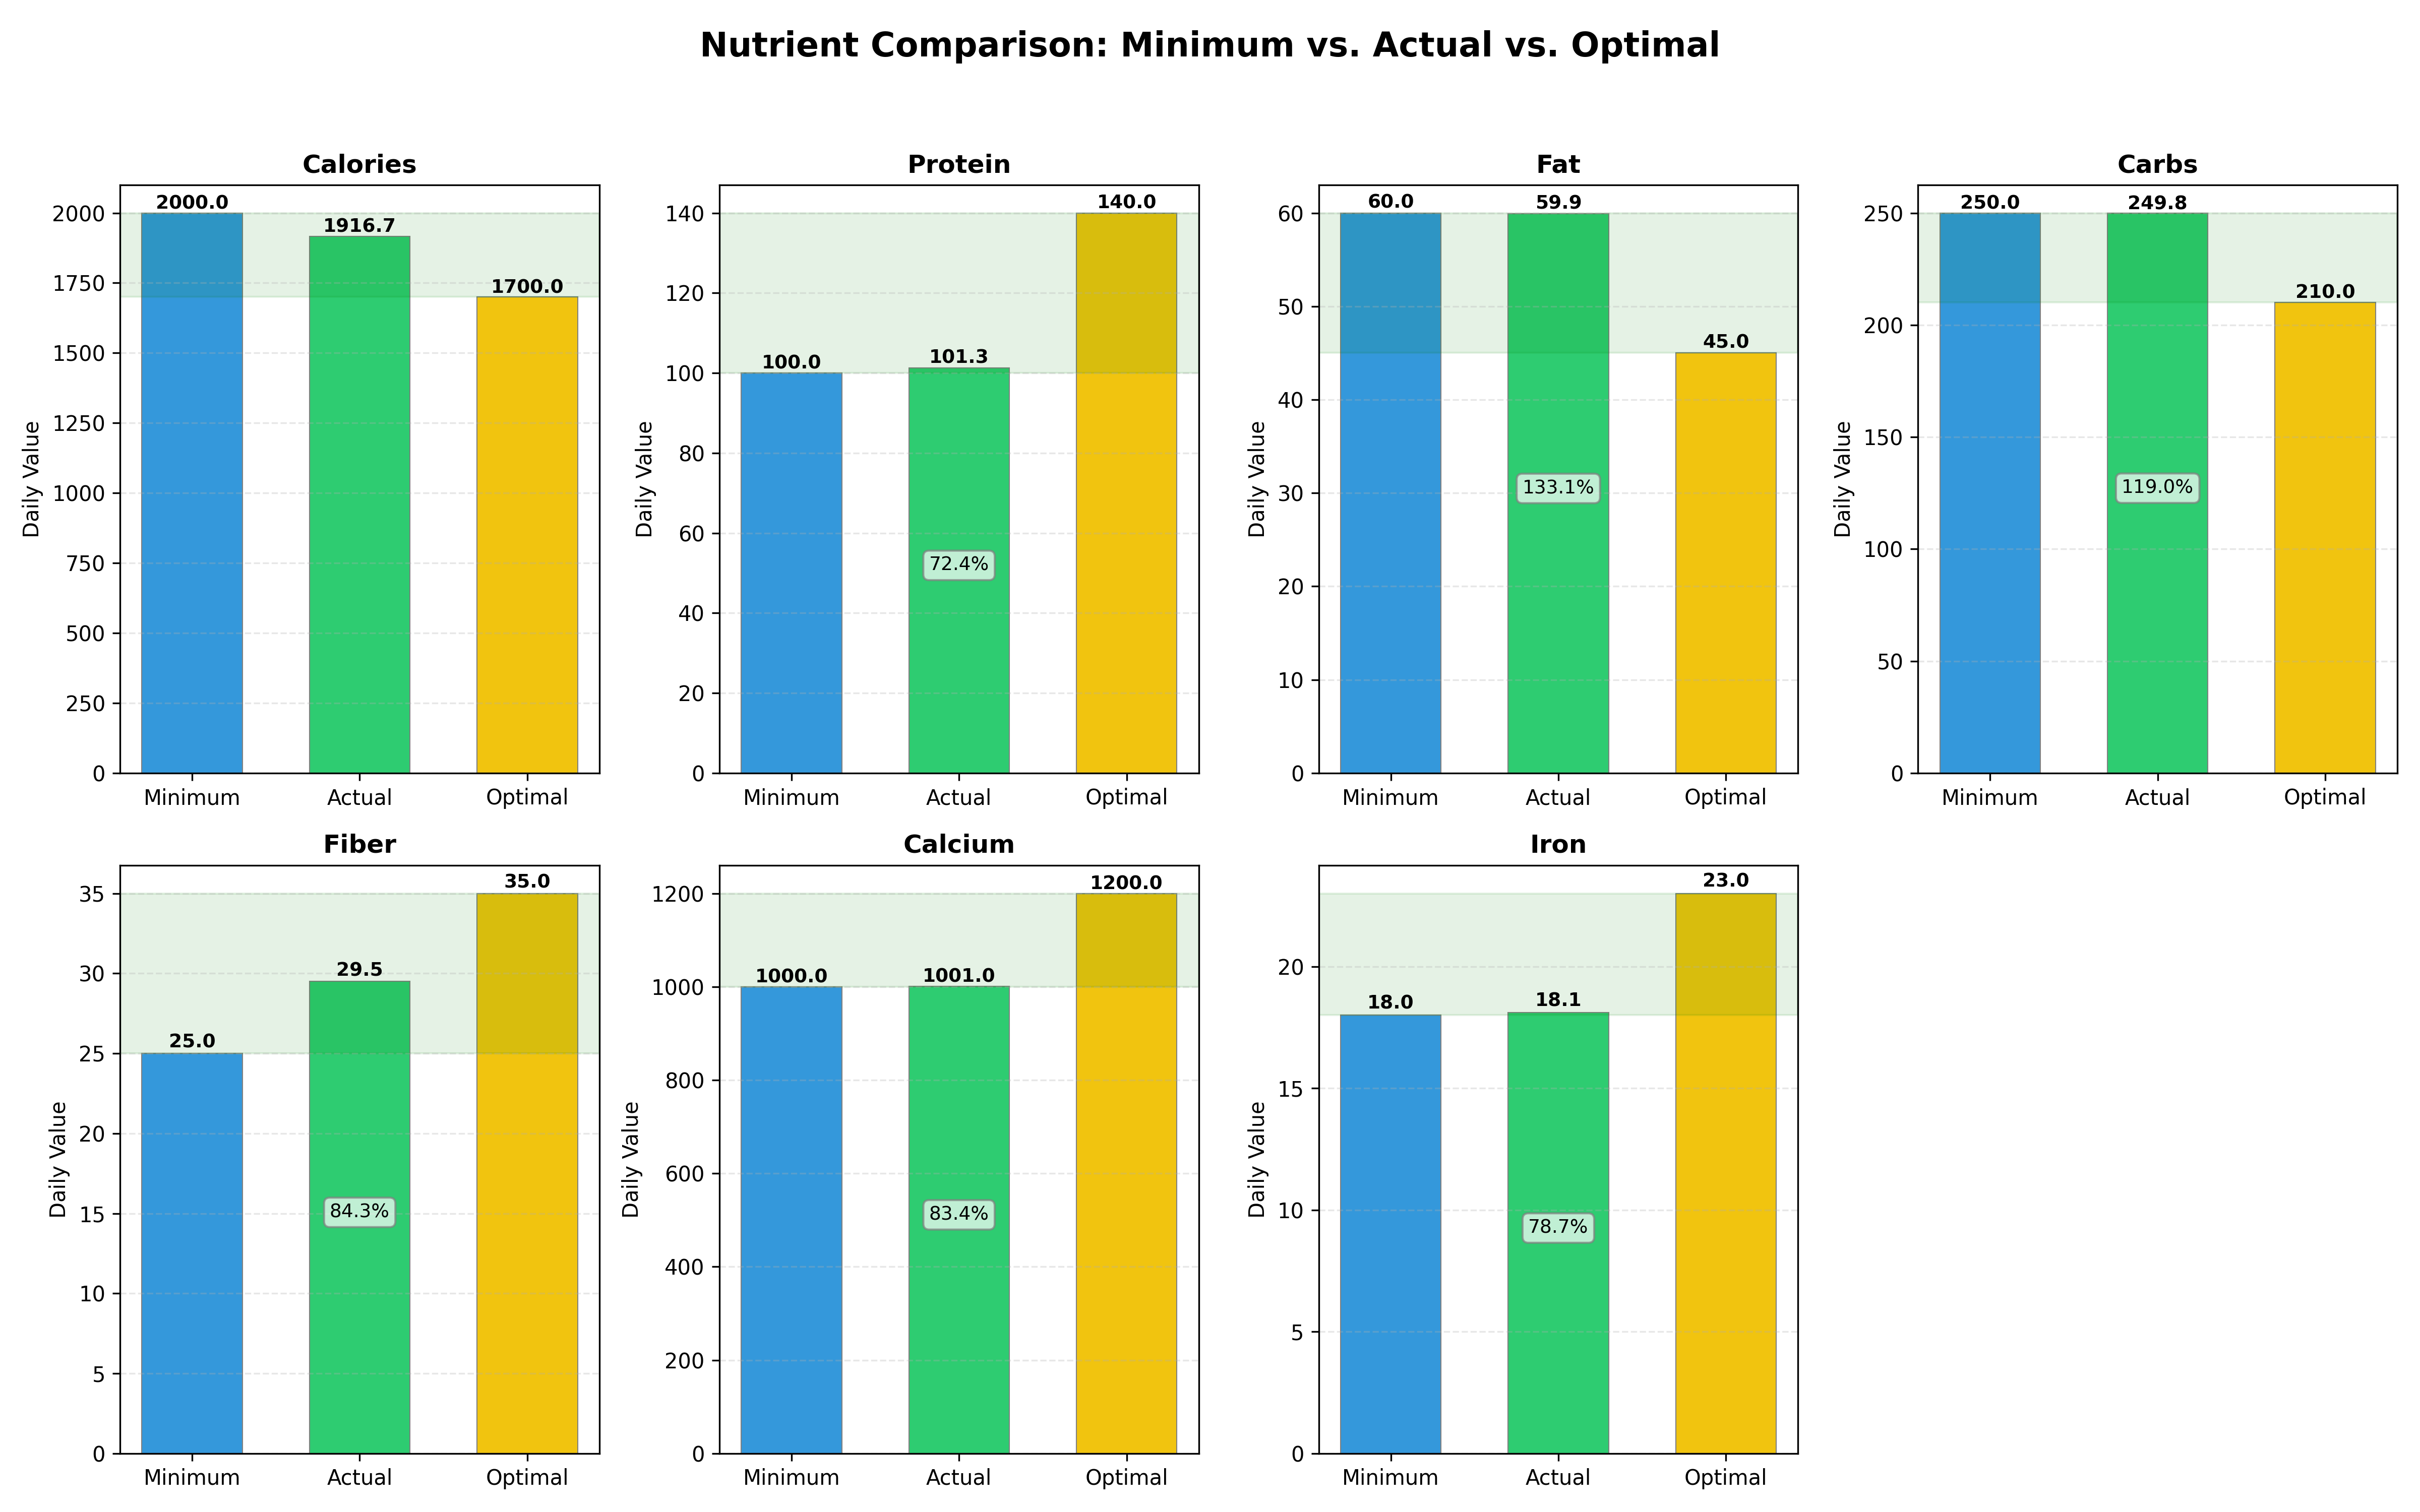 Nutrient Comparison: Minimum vs. Actual vs. Optimal
Calories
Daily Value
2000
1750
1500
1250
1000
750
500
250
0
2000.0
1916.7
1700.0
Minimum
Actual
Optimal
Protein
Daily Value
140
120
100
80
60
40
20
0
100.0
101.3
140.0
72.4%
Minimum
Actual
Optimal
Fat
Daily Value
60
50
40
30
20
10
0
60.0
59.9
45.0
133.1%
Minimum
Actual
Optimal
Carbs
Daily Value
250
200
150
100
50
0
250.0
249.8
210.0
119.0%
Minimum
Actual
Optimal
Fiber
Daily Value
35
30
25
20
15
10
5
0
25.0
29.5
35.0
84.3%
Minimum
Actual
Optimal
Calcium
Daily Value
1200
1000
800
600
400
200
0
1000.0
1001.0
1200.0
83.4%
Minimum
Actual
Optimal
Iron
Daily Value
20
15
10
5
0
18.0
18.1
23.0
78.7%
Minimum
Actual
Optimal